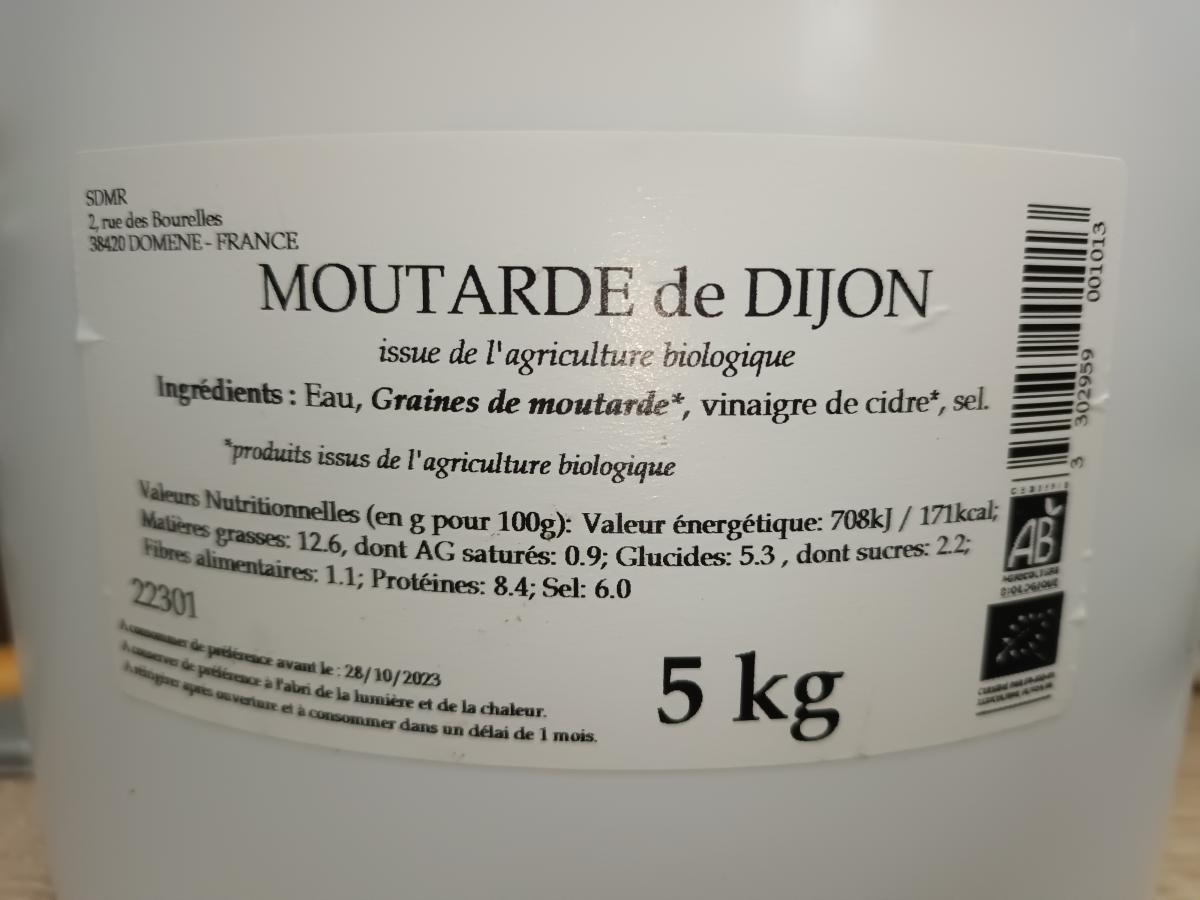 SDMR
2, rue des Bourelles
38420 DOMENE - FRANCE
MOUTARDE de DIJON
issue de l'agriculture biologique
Ingrédients : Eau, Graines de moutarde*, vinaigre de cidre*, sel.
*produits issus de l'agriculture biologique
Valeurs Nutritionnelles (en g pour 100g): Valeur énergétique: 708kJ / 171kcal;
Matières grasses: 12.6, dont AG saturés: 0.9; Glucides: 5.3 , dont sucres: 2.2;
Fibres alimentaires: 1.1; Protéines: 8.4; Sel: 6.0
22301
A consommer de préférence avant le : 28/10/2023
A conserver de préférence à l'abri de la lumière et de la chaleur.
A réfrigérer après ouverture et à consommer dans un délai de 1 mois.
5 kg
3 302959 001013
CERTIFIÉ
AB
AGRICULTURE
BIOLOGIQUE